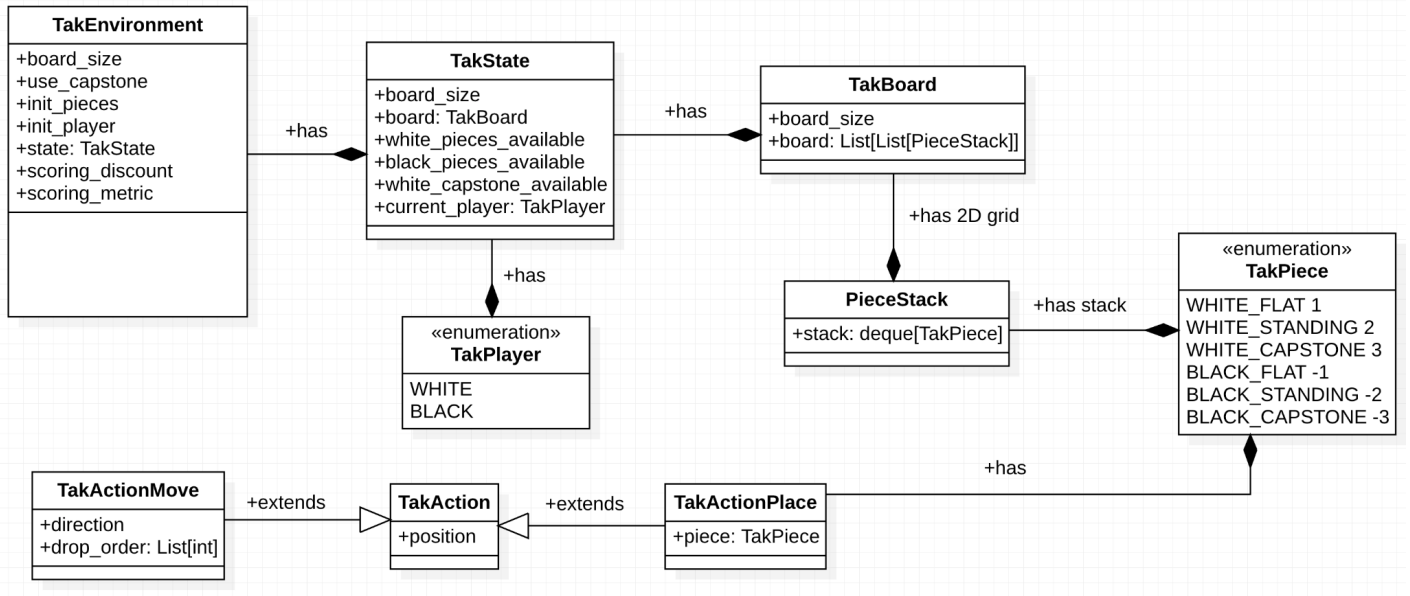 TakEnvironment
+board_size
+use_capstone
+init_pieces
+init_player
+state: TakState
+scoring_discount
+scoring_metric
+has
TakState
+board_size
+board: TakBoard
+white_pieces_available
+black_pieces_available
+white_capstone_available
+current_player: TakPlayer
+has
TakBoard
+board_size
+board: List[List[PieceStack]]
+has 2D grid
+has
«enumeration»
TakPlayer
WHITE
BLACK
PieceStack
+stack: deque[TakPiece]
+has stack
«enumeration»
TakPiece
WHITE_FLAT 1
WHITE_STANDING 2
WHITE_CAPSTONE 3
BLACK_FLAT -1
BLACK_STANDING -2
BLACK_CAPSTONE -3
TakActionMove
+direction
+drop_order: List[int]
+extends
TakAction
+position
+extends
TakActionPlace
+piece: TakPiece
+has